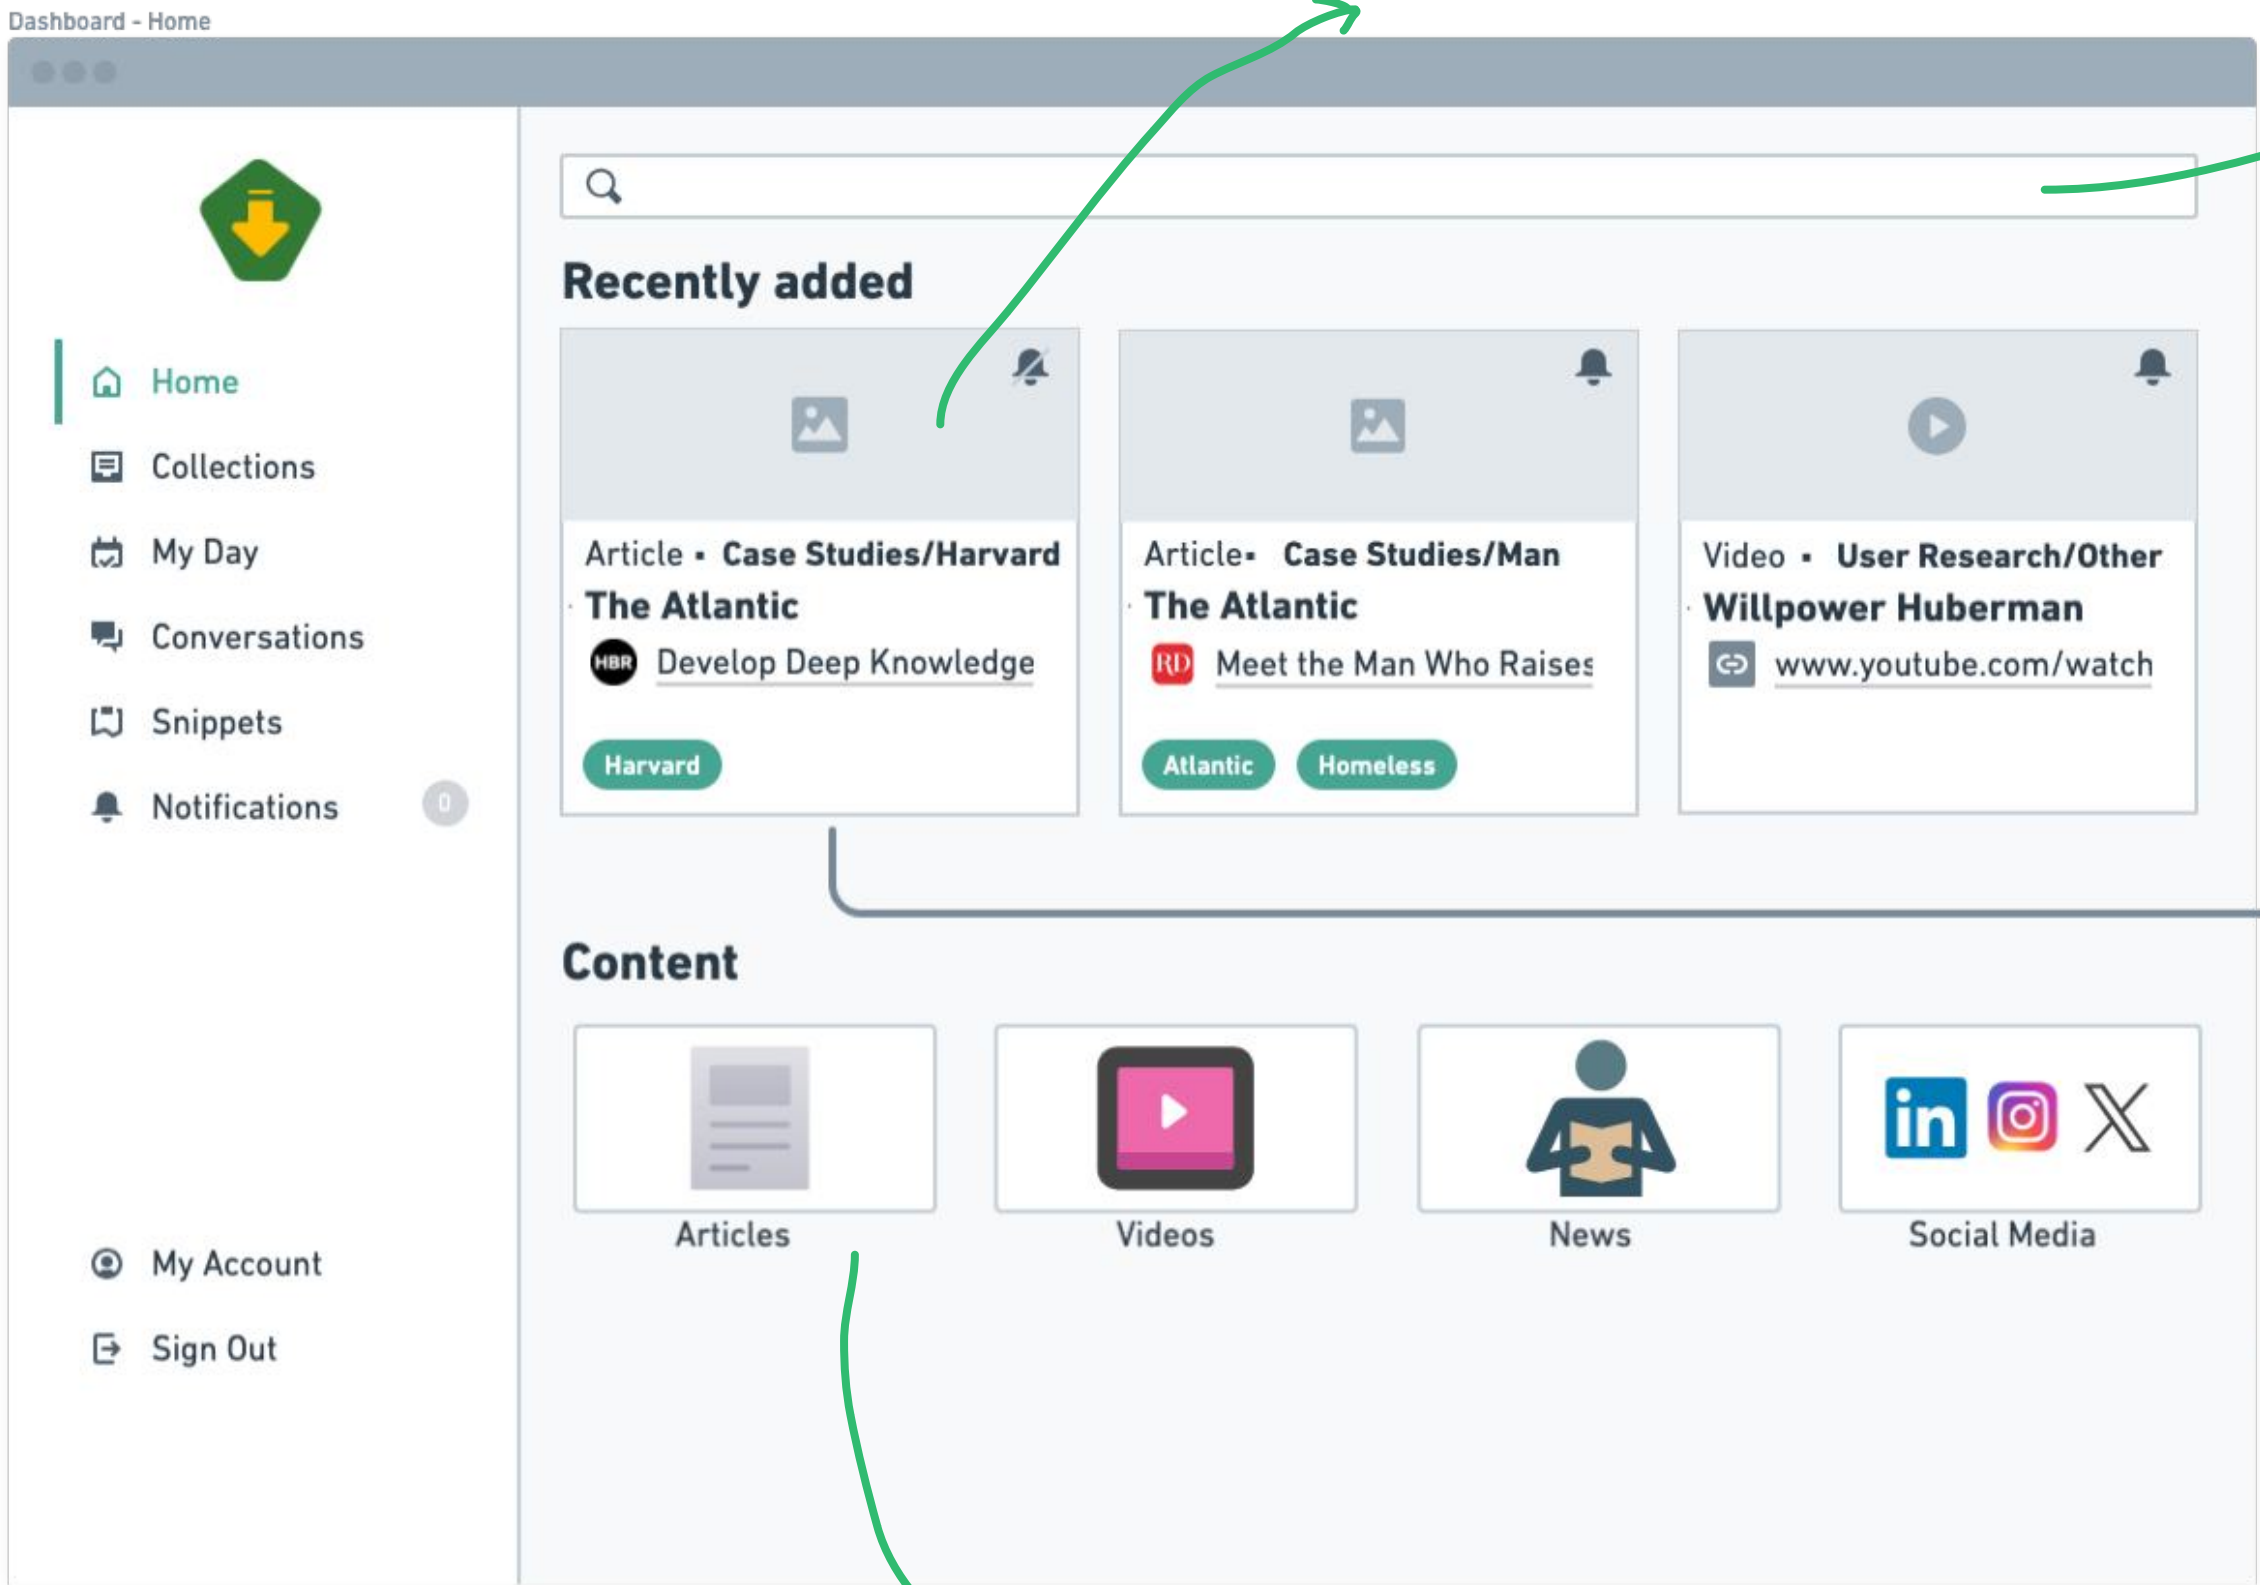 Dashboard - Home
Home
Collections
My Day
Conversations
Snippets
Notifications 0
My Account
Sign Out
Recently added
Article ▪ Case Studies/Harvard
The Atlantic
HBR Develop Deep Knowledge
Harvard
Article▪ Case Studies/Man
The Atlantic
RD Meet the Man Who Raises
Atlantic Homeless
Video ▪ User Research/Other
Willpower Huberman
www.youtube.com/watch
Content
Articles
Videos
News
in X
Social Media